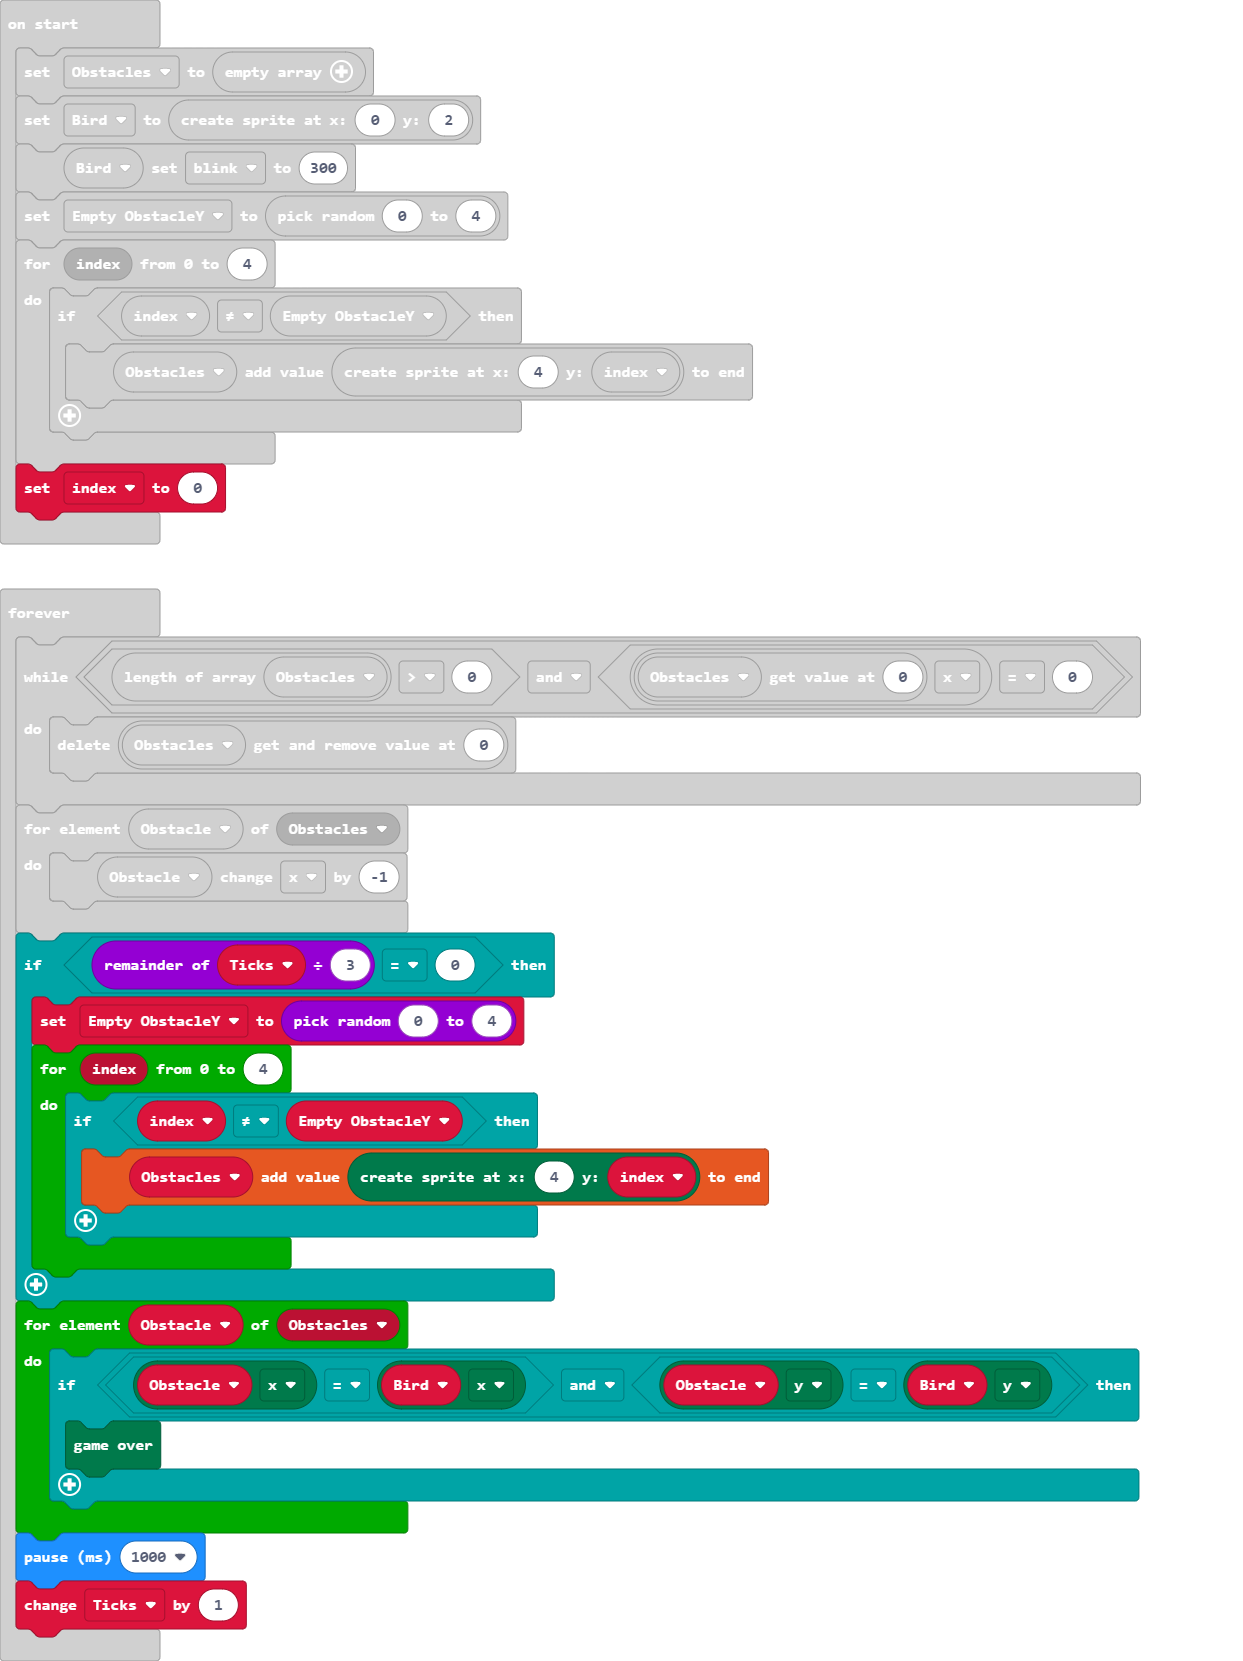 on start
set Obstacles to empty array
set Bird to create sprite at x: 0 y: 2
Bird set blink to 300
set Empty ObstacleY to pick random 0 to 4
for index from 0 to 4
do
if index ≠ Empty ObstacleY then
Obstacles add value create sprite at x: 4 y: index to end
set index to 0
forever
while length of array Obstacles > 0 and Obstacles get value at 0 x = 0
do
delete Obstacles get and remove value at 0
for element Obstacle of Obstacles
do
Obstacle change x by -1
if remainder of Ticks ÷ 3 = 0 then
set Empty ObstacleY to pick random 0 to 4
for index from 0 to 4
do
if index ≠ Empty ObstacleY then
Obstacles add value create sprite at x: 4 y: index to end
for element Obstacle of Obstacles
do
if Obstacle x = Bird x and Obstacle y = Bird y then
game over
pause (ms) 1000
change Ticks by 1